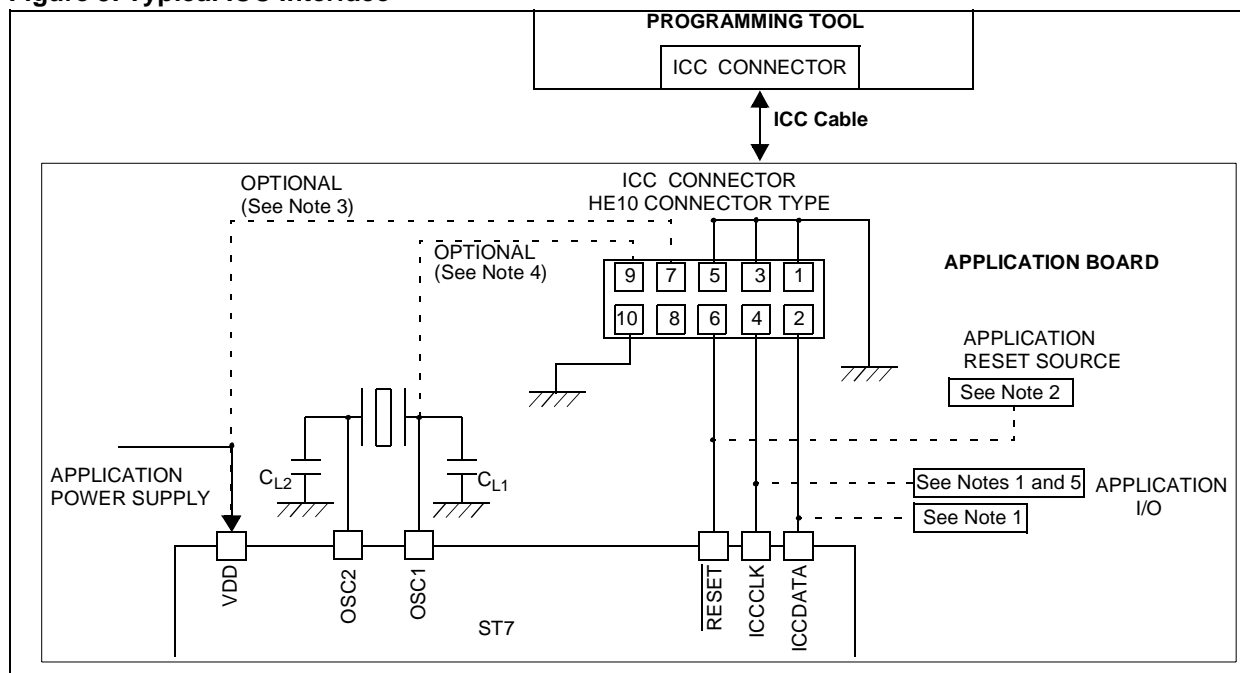 Figure 8. Typical ICC Interface
PROGRAMMING TOOL
ICC CONNECTOR
ICC Cable
OPTIONAL
(See Note 3)
ICC CONNECTOR
HE10 CONNECTOR TYPE
OPTIONAL
(See Note 4)
9 7 5 3 1
10 8 6 4 2
APPLICATION BOARD
APPLICATION
RESET SOURCE
See Note 2
CL2
CL1
APPLICATION
POWER SUPPLY
See Notes 1 and 5
APPLICATION
I/O
See Note 1
VDD
OSC2
OSC1
RESET
ICCCLK
ICCDATA
ST7